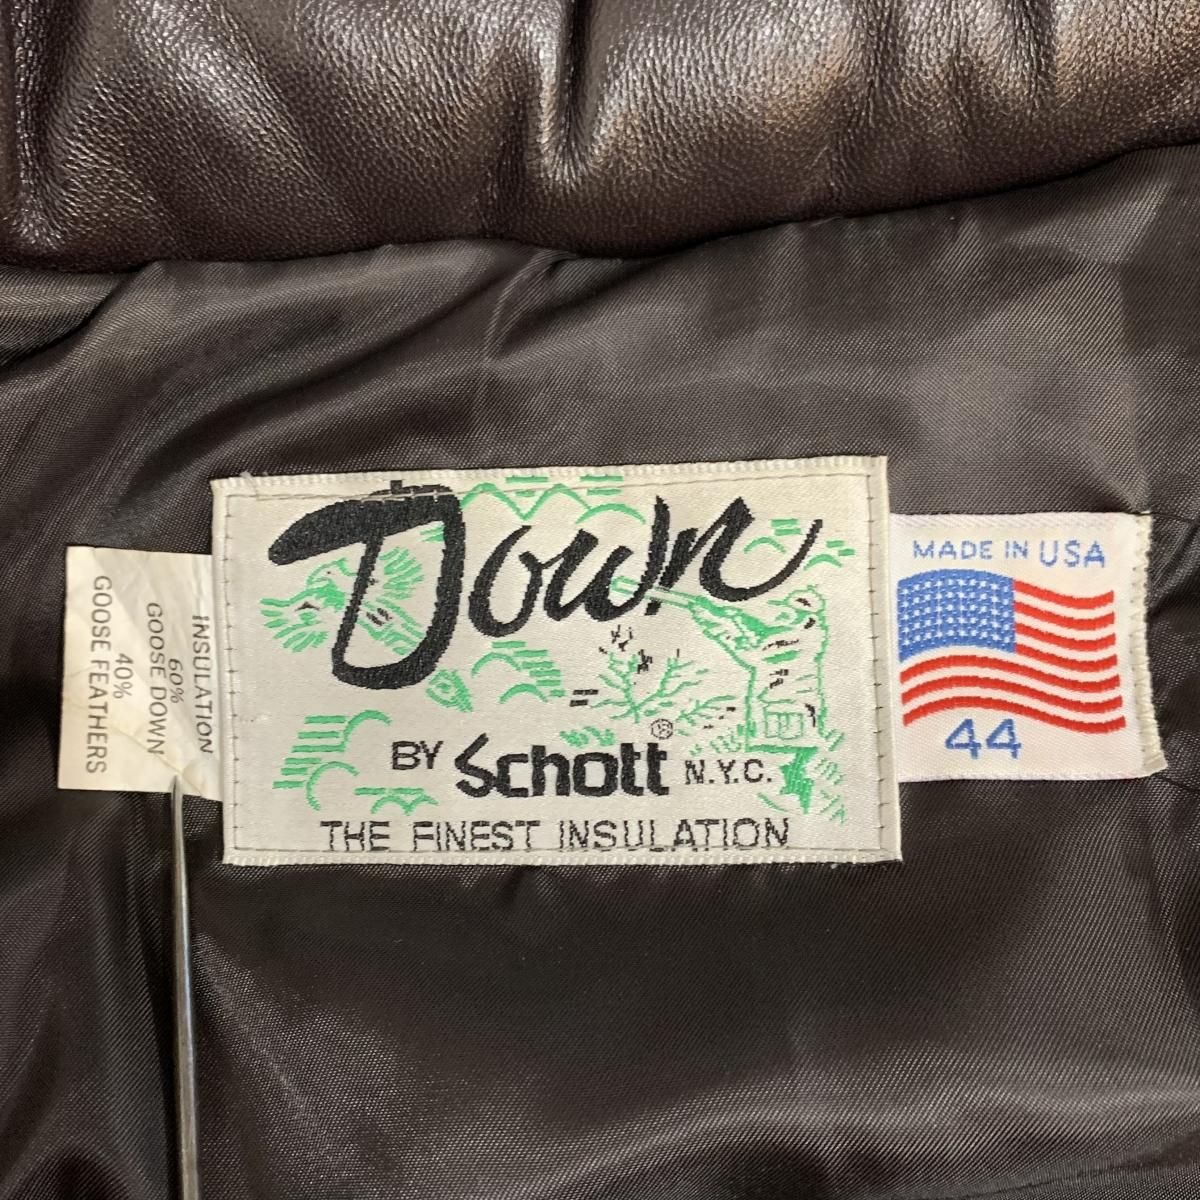 INSULATION
60%
GOOSE DOWN
40%
GOOSE FEATHERS
Down
BY Schott® N.Y.C.
THE FINEST INSULATION
MADE IN USA
44